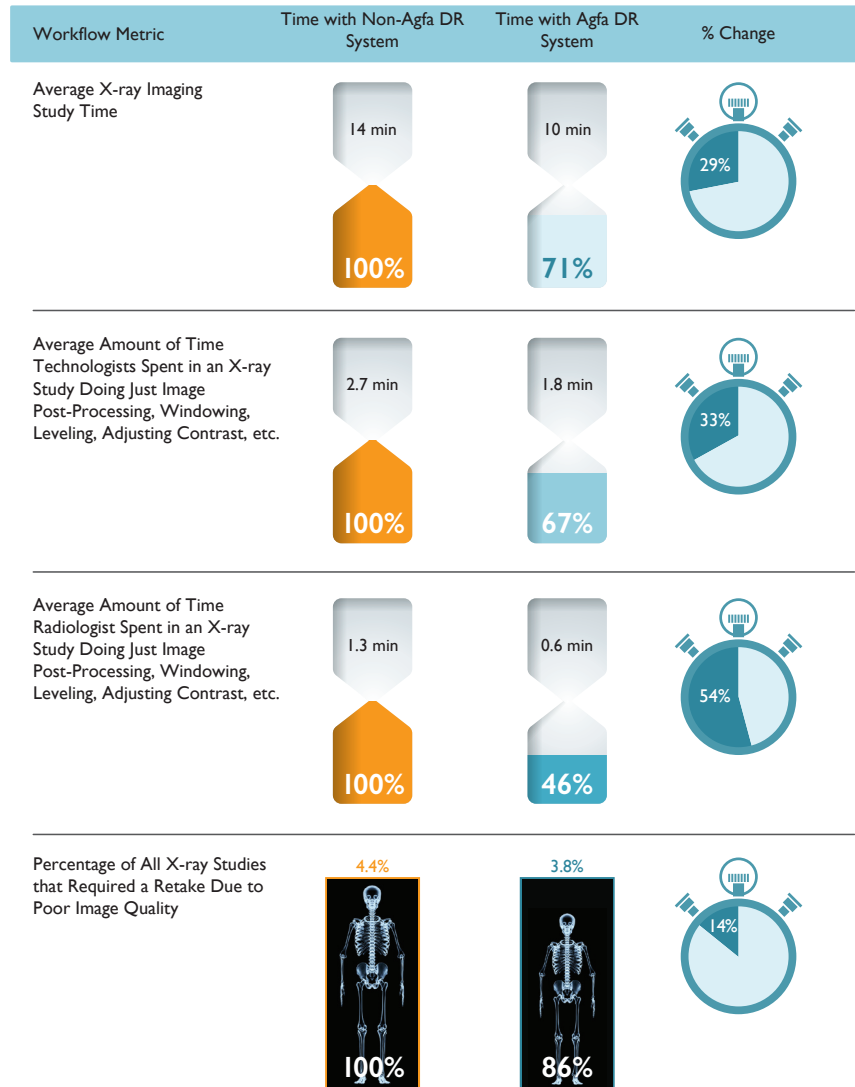 Workflow Metric
Time with Non-Agfa DR
System
Time with Agfa DR
System
% Change
Average X-ray Imaging
Study Time
14 min
10 min
29%
100%
71%
Average Amount of Time
Technologists Spent in an X-ray
Study Doing Just Image
Post-Processing, Windowing,
Leveling, Adjusting Contrast, etc.
2.7 min
1.8 min
33%
100%
67%
Average Amount of Time
Radiologist Spent in an X-ray
Study Doing Just Image
Post-Processing, Windowing,
Leveling, Adjusting Contrast, etc.
1.3 min
0.6 min
54%
100%
46%
Percentage of All X-ray Studies
that Required a Retake Due to
Poor Image Quality
4.4%
3.8%
14%
100%
86%